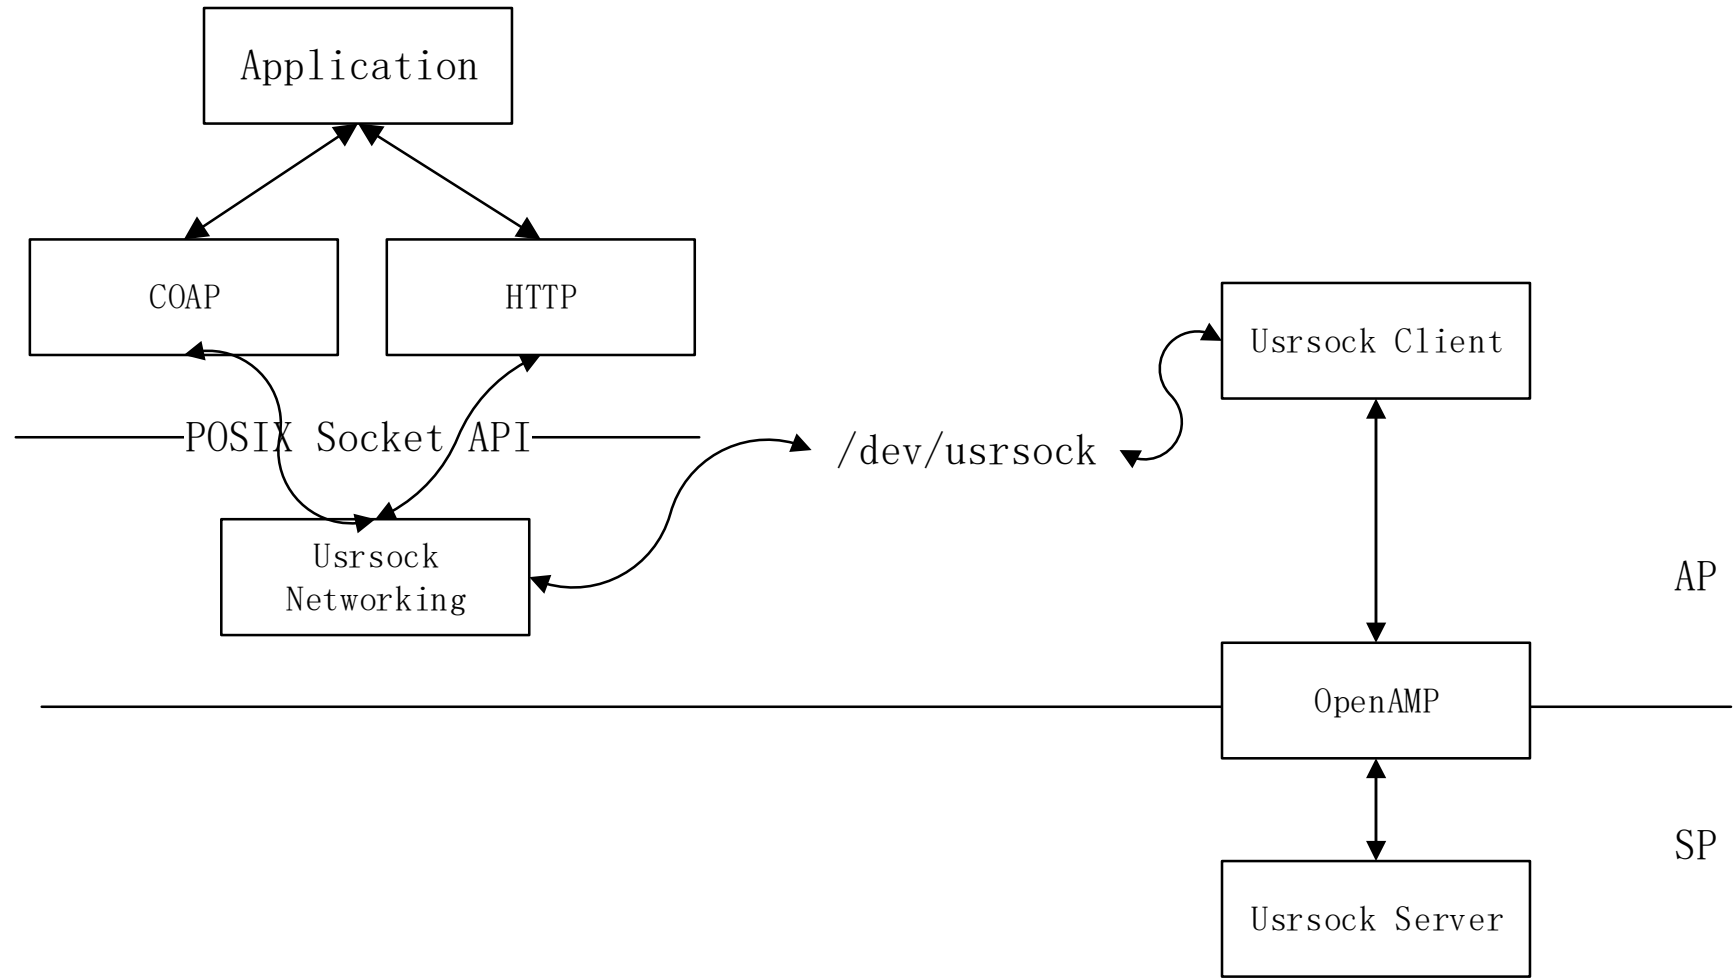 Application
COAP
HTTP
Usrsock Client
POSIX Socket API
/dev/usrsock
Usrsock
Networking
AP
OpenAMP
SP
Usrsock Server